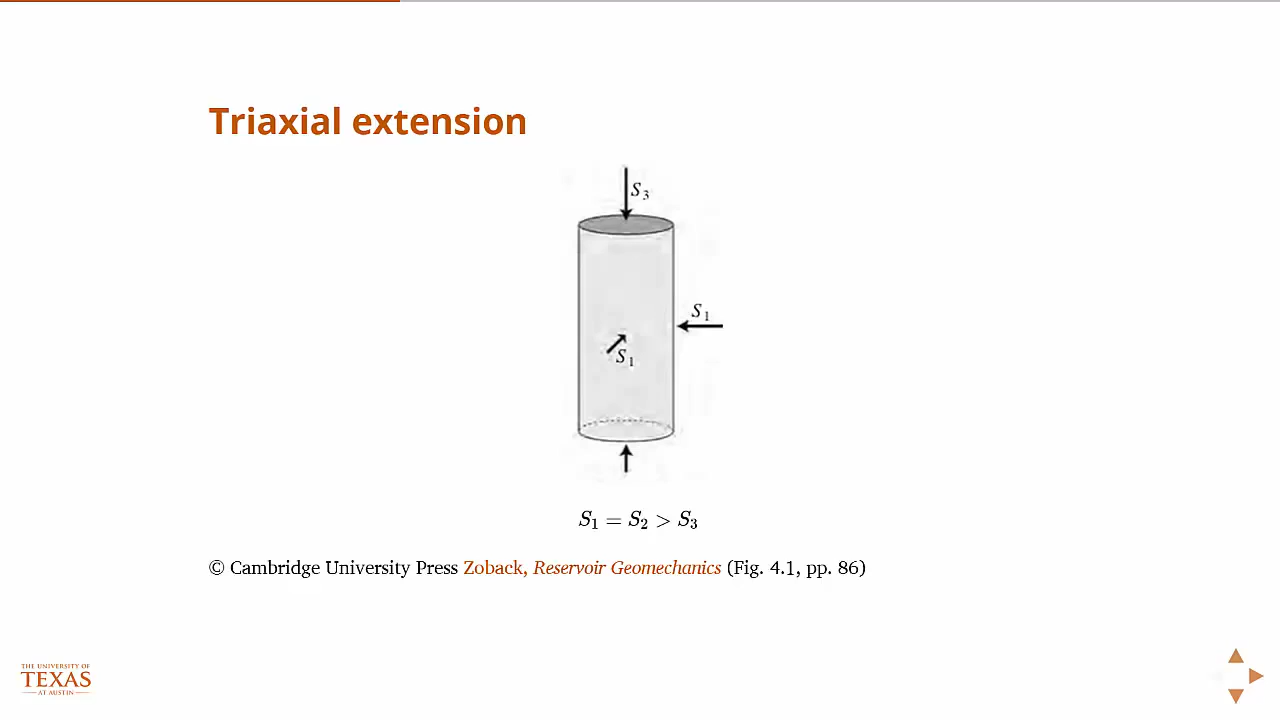 Triaxial extension
S₃
S₁
S₁
S₁ = S₂ > S₃
© Cambridge University Press Zoback, Reservoir Geomechanics (Fig. 4.1, pp. 86)
THE UNIVERSITY OF
TEXAS
AT AUSTIN